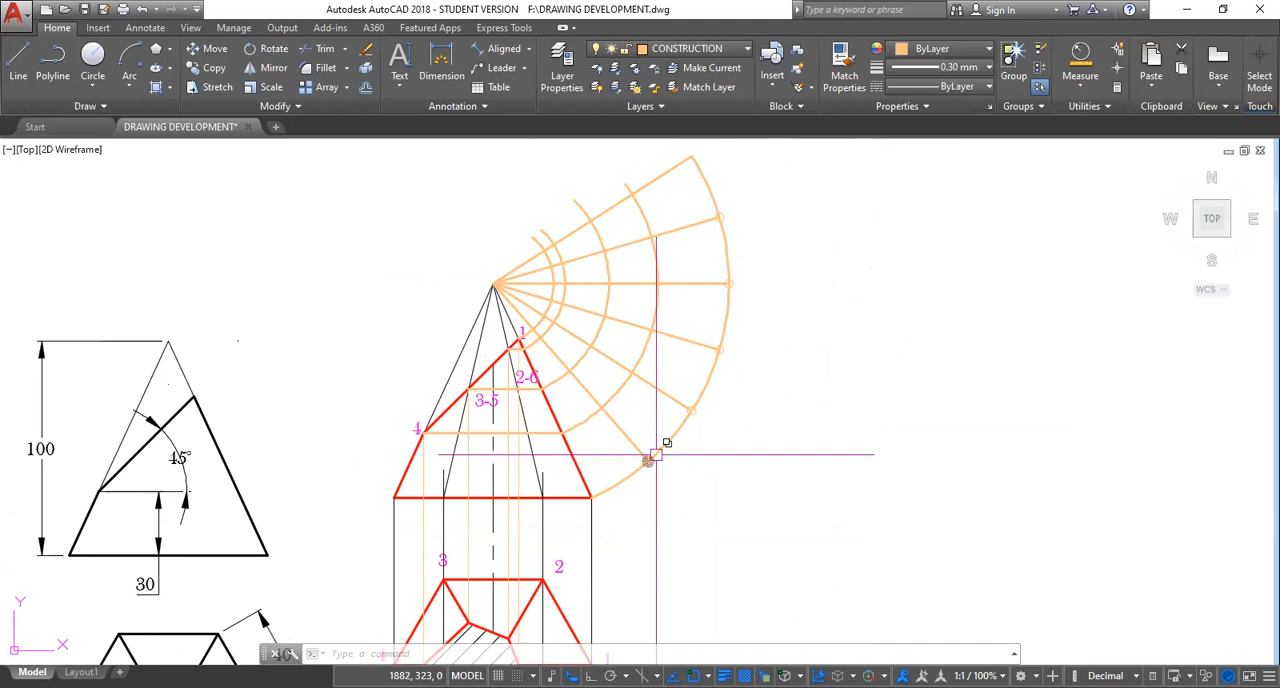 Autodesk AutoCAD 2018 - STUDENT VERSION F:\DRAWING DEVELOPMENT.dwg
Type a keyword or phrase
Sign In
Home Insert Annotate View Manage Output Add-ins A360 Express Tools Featured Apps
Line Polyline Circle Arc
Move Rotate Trim
Copy Mirror Fillet
Stretch Scale Array
Text Dimension
Aligned
Leader
Table
Layer Properties
CONSTRUCTION
Make Current
Match Layer
Insert
Match Properties
ByLayer
0.30 mm
ByLayer
Group
Measure
Paste
Base
Select Mode
Draw Modify Annotation Layers Block Properties Groups Utilities Clipboard View Touch
Start DRAWING DEVELOPMENT*
[−][Top][2D Wireframe]
N
W TOP E
S
WCS
1
2-6
3-5
4
100
45°
30
3
2
1
Y
X
Type a command
Model Layout1
1882, 323, 0 MODEL
1:1 / 100%
Decimal